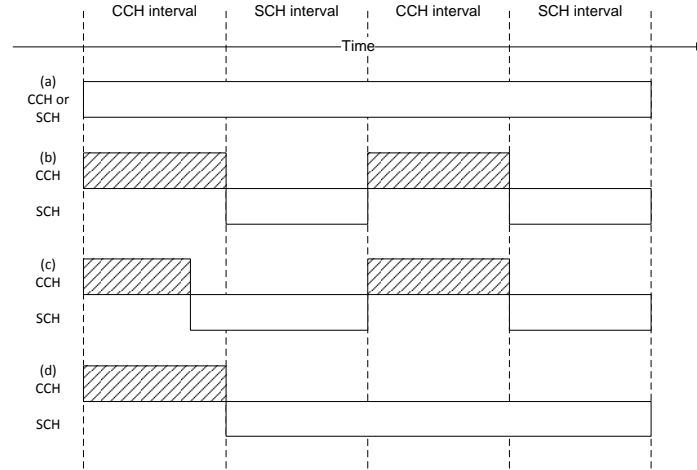 CCH interval SCH interval CCH interval SCH interval
Time
(a)
CCH or
SCH
(b)
CCH
SCH
(c)
CCH
SCH
(d)
CCH
SCH